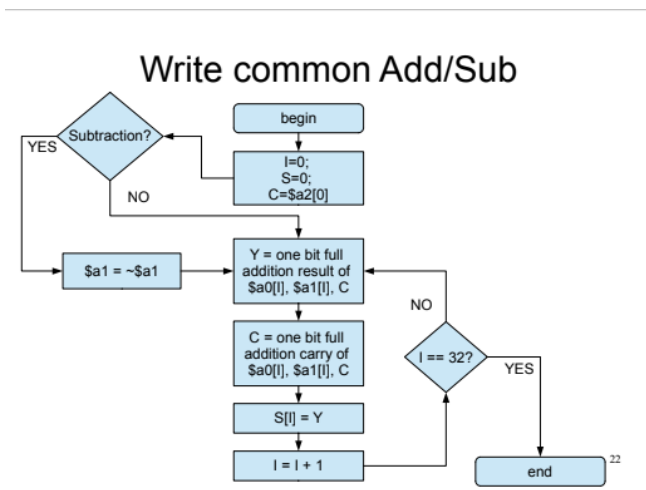 Write common Add/Sub
begin
Subtraction?
YES
I=0;
S=0;
C=$a2[0]
NO
Y = one bit full
addition result of
$a0[I], $a1[I], C
$a1 = ~$a1
NO
C = one bit full
addition carry of
$a0[I], $a1[I], C
I == 32?
YES
S[I] = Y
I = I + 1
end
22